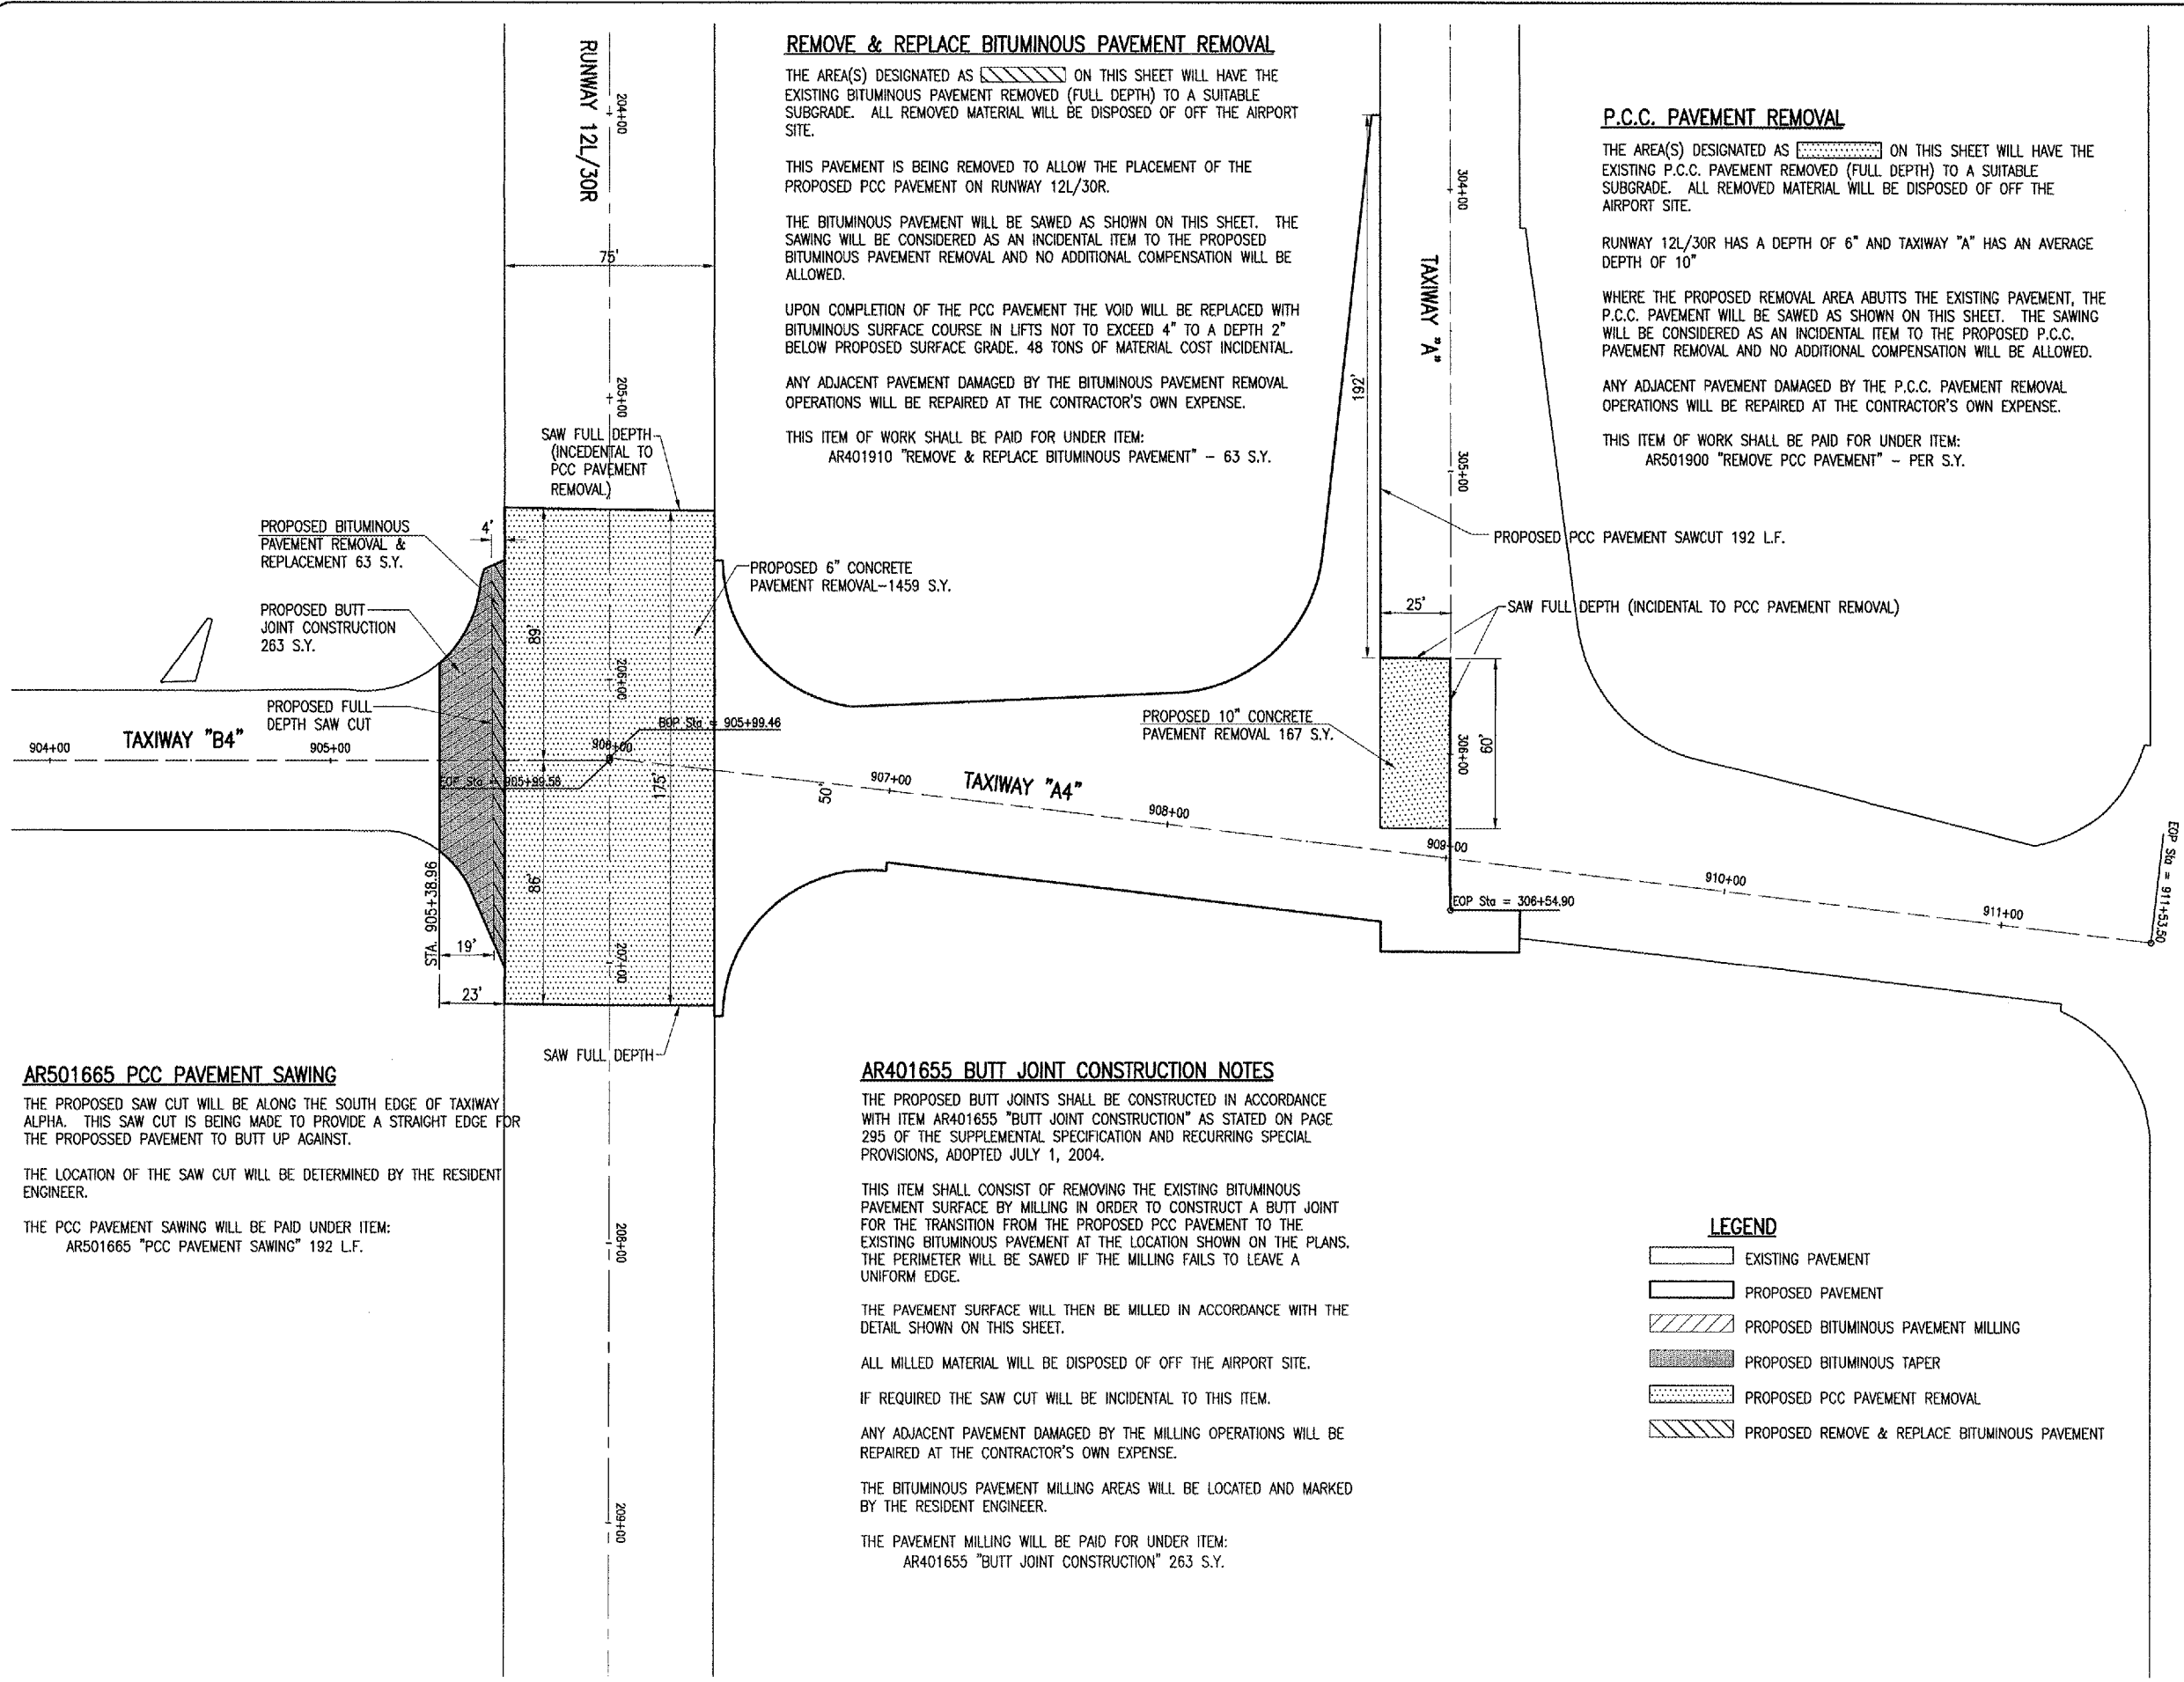 REMOVE & REPLACE BITUMINOUS PAVEMENT REMOVAL
THE AREA(S) DESIGNATED AS ON THIS SHEET WILL HAVE THE
EXISTING BITUMINOUS PAVEMENT REMOVED (FULL DEPTH) TO A SUITABLE
SUBGRADE. ALL REMOVED MATERIAL WILL BE DISPOSED OF OFF THE AIRPORT
SITE.
THIS PAVEMENT IS BEING REMOVED TO ALLOW THE PLACEMENT OF THE
PROPOSED PCC PAVEMENT ON RUNWAY 12L/30R.
THE BITUMINOUS PAVEMENT WILL BE SAWED AS SHOWN ON THIS SHEET. THE
SAWING WILL BE CONSIDERED AS AN INCIDENTAL ITEM TO THE PROPOSED
BITUMINOUS PAVEMENT REMOVAL AND NO ADDITIONAL COMPENSATION WILL BE
ALLOWED.
UPON COMPLETION OF THE PCC PAVEMENT THE VOID WILL BE REPLACED WITH
BITUMINOUS SURFACE COURSE IN LIFTS NOT TO EXCEED 4" TO A DEPTH 2"
BELOW PROPOSED SURFACE GRADE. 48 TONS OF MATERIAL COST INCIDENTAL.
ANY ADJACENT PAVEMENT DAMAGED BY THE BITUMINOUS PAVEMENT REMOVAL
OPERATIONS WILL BE REPAIRED AT THE CONTRACTOR'S OWN EXPENSE.
THIS ITEM OF WORK SHALL BE PAID FOR UNDER ITEM:
AR401910 "REMOVE & REPLACE BITUMINOUS PAVEMENT" – 63 S.Y.
P.C.C. PAVEMENT REMOVAL
THE AREA(S) DESIGNATED AS ON THIS SHEET WILL HAVE THE
EXISTING P.C.C. PAVEMENT REMOVED (FULL DEPTH) TO A SUITABLE
SUBGRADE. ALL REMOVED MATERIAL WILL BE DISPOSED OF OFF THE
AIRPORT SITE.
RUNWAY 12L/30R HAS A DEPTH OF 6" AND TAXIWAY "A" HAS AN AVERAGE
DEPTH OF 10"
WHERE THE PROPOSED REMOVAL AREA ABUTTS THE EXISTING PAVEMENT, THE
P.C.C. PAVEMENT WILL BE SAWED AS SHOWN ON THIS SHEET. THE SAWING
WILL BE CONSIDERED AS AN INCIDENTAL ITEM TO THE PROPOSED P.C.C.
PAVEMENT REMOVAL AND NO ADDITIONAL COMPENSATION WILL BE ALLOWED.
ANY ADJACENT PAVEMENT DAMAGED BY THE P.C.C. PAVEMENT REMOVAL
OPERATIONS WILL BE REPAIRED AT THE CONTRACTOR'S OWN EXPENSE.
THIS ITEM OF WORK SHALL BE PAID FOR UNDER ITEM:
AR501900 "REMOVE PCC PAVEMENT" – PER S.Y.
RUNWAY 12L/30R
204+00
75'
205+00
SAW FULL DEPTH
(INCEDENTAL TO
PCC PAVEMENT
REMOVAL)
PROPOSED BITUMINOUS
PAVEMENT REMOVAL &
REPLACEMENT 63 S.Y.
4'
PROPOSED BUTT
JOINT CONSTRUCTION
263 S.Y.
89'
206+00
PROPOSED 6" CONCRETE
PAVEMENT REMOVAL–1459 S.Y.
PROPOSED FULL
DEPTH SAW CUT
TAXIWAY "B4"
904+00
905+00
906+00
BOP Sta = 905+99.46
EOP Sta = 905+99.58
175'
86'
207+00
STA. 905+38.96
19'
23'
SAW FULL DEPTH
208+00
209+00
50'
907+00
TAXIWAY "A4"
908+00
909+00
910+00
911+00
EOP Sta = 911+53.50
304+00
TAXIWAY "A"
192'
305+00
PROPOSED PCC PAVEMENT SAWCUT 192 L.F.
25'
SAW FULL DEPTH (INCIDENTAL TO PCC PAVEMENT REMOVAL)
PROPOSED 10" CONCRETE
PAVEMENT REMOVAL 167 S.Y.
306+00
60'
EOP Sta = 306+54.90
AR501665 PCC PAVEMENT SAWING
THE PROPOSED SAW CUT WILL BE ALONG THE SOUTH EDGE OF TAXIWAY
ALPHA. THIS SAW CUT IS BEING MADE TO PROVIDE A STRAIGHT EDGE FOR
THE PROPOSSED PAVEMENT TO BUTT UP AGAINST.
THE LOCATION OF THE SAW CUT WILL BE DETERMINED BY THE RESIDENT
ENGINEER.
THE PCC PAVEMENT SAWING WILL BE PAID UNDER ITEM:
AR501665 "PCC PAVEMENT SAWING" 192 L.F.
AR401655 BUTT JOINT CONSTRUCTION NOTES
THE PROPOSED BUTT JOINTS SHALL BE CONSTRUCTED IN ACCORDANCE
WITH ITEM AR401655 "BUTT JOINT CONSTRUCTION" AS STATED ON PAGE
295 OF THE SUPPLEMENTAL SPECIFICATION AND RECURRING SPECIAL
PROVISIONS, ADOPTED JULY 1, 2004.
THIS ITEM SHALL CONSIST OF REMOVING THE EXISTING BITUMINOUS
PAVEMENT SURFACE BY MILLING IN ORDER TO CONSTRUCT A BUTT JOINT
FOR THE TRANSITION FROM THE PROPOSED PCC PAVEMENT TO THE
EXISTING BITUMINOUS PAVEMENT AT THE LOCATION SHOWN ON THE PLANS.
THE PERIMETER WILL BE SAWED IF THE MILLING FAILS TO LEAVE A
UNIFORM EDGE.
THE PAVEMENT SURFACE WILL THEN BE MILLED IN ACCORDANCE WITH THE
DETAIL SHOWN ON THIS SHEET.
ALL MILLED MATERIAL WILL BE DISPOSED OF OFF THE AIRPORT SITE.
IF REQUIRED THE SAW CUT WILL BE INCIDENTAL TO THIS ITEM.
ANY ADJACENT PAVEMENT DAMAGED BY THE MILLING OPERATIONS WILL BE
REPAIRED AT THE CONTRACTOR'S OWN EXPENSE.
THE BITUMINOUS PAVEMENT MILLING AREAS WILL BE LOCATED AND MARKED
BY THE RESIDENT ENGINEER.
THE PAVEMENT MILLING WILL BE PAID FOR UNDER ITEM:
AR401655 "BUTT JOINT CONSTRUCTION" 263 S.Y.
LEGEND
EXISTING PAVEMENT
PROPOSED PAVEMENT
PROPOSED BITUMINOUS PAVEMENT MILLING
PROPOSED BITUMINOUS TAPER
PROPOSED PCC PAVEMENT REMOVAL
PROPOSED REMOVE & REPLACE BITUMINOUS PAVEMENT